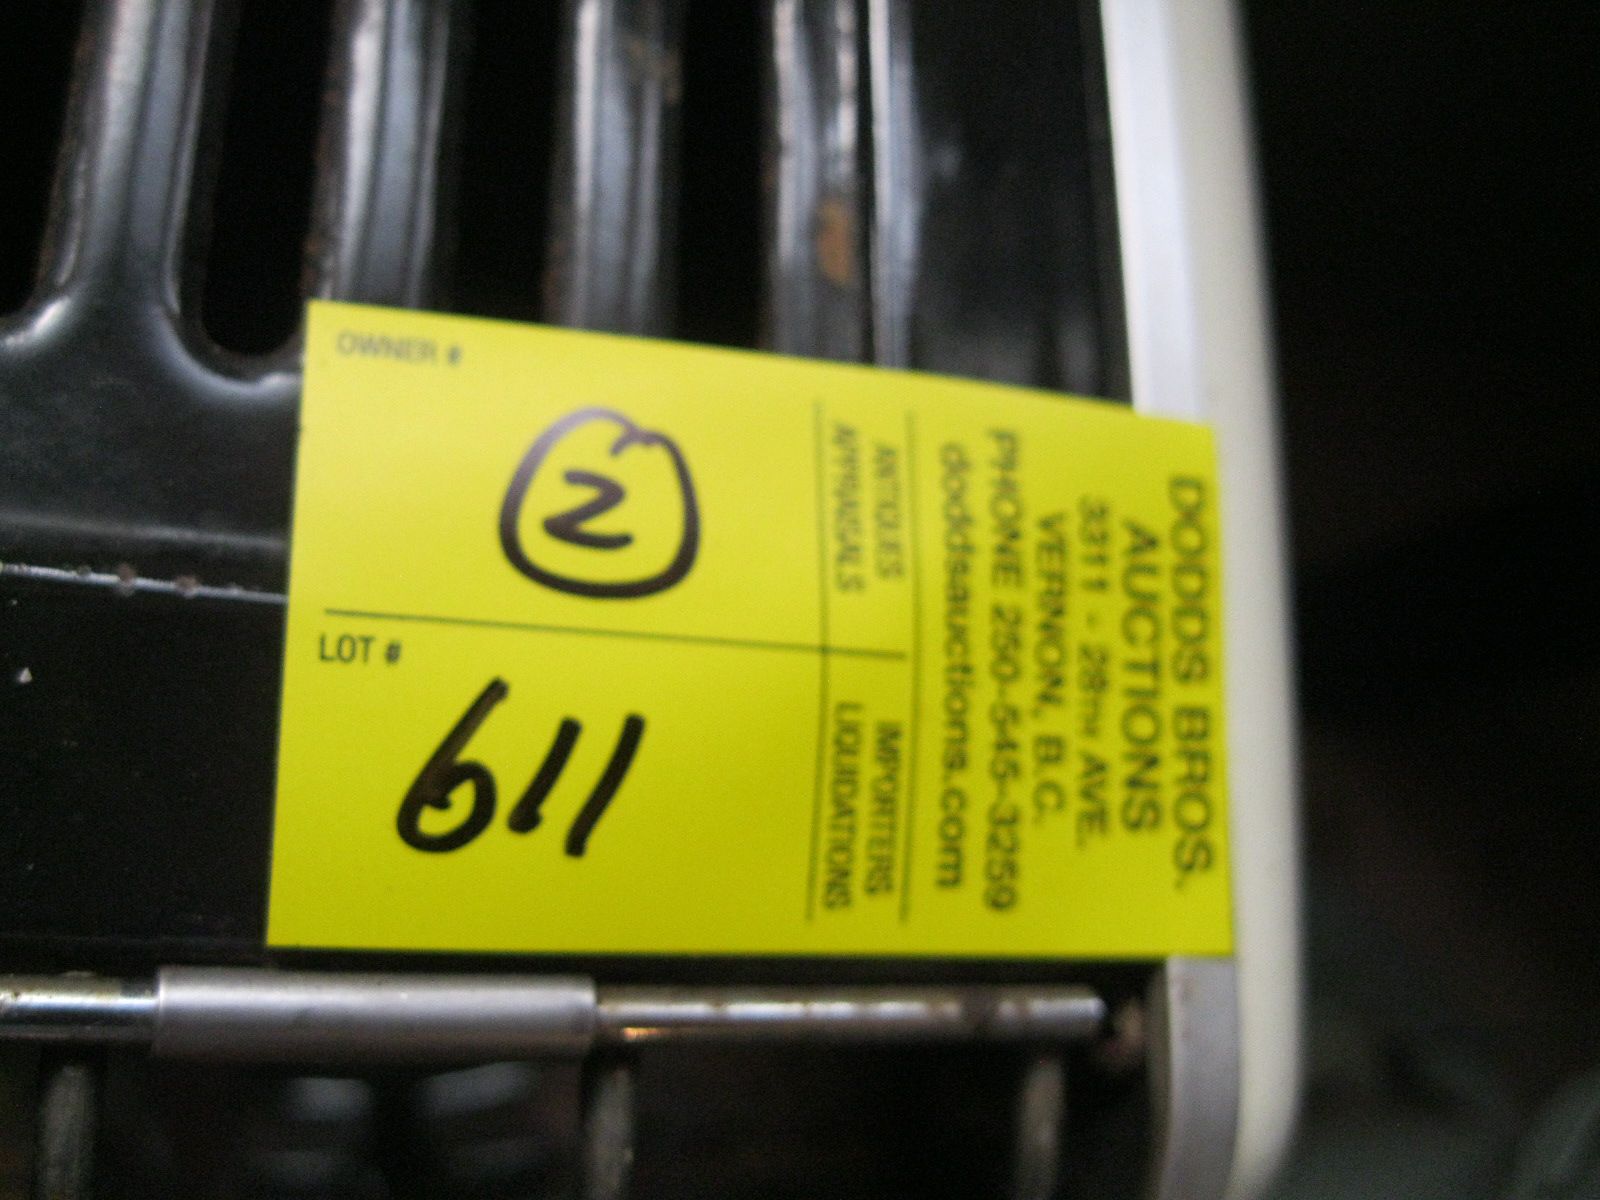 DODDS BROS.
AUCTIONS
3311 - 28TH AVE.
VERNON, B.C.
PHONE 250-545-3259
doddsauctions.com
ANTIQUES
APPRAISALS
IMPORTERS
LIQUIDATIONS
OWNER #
2
LOT #
611